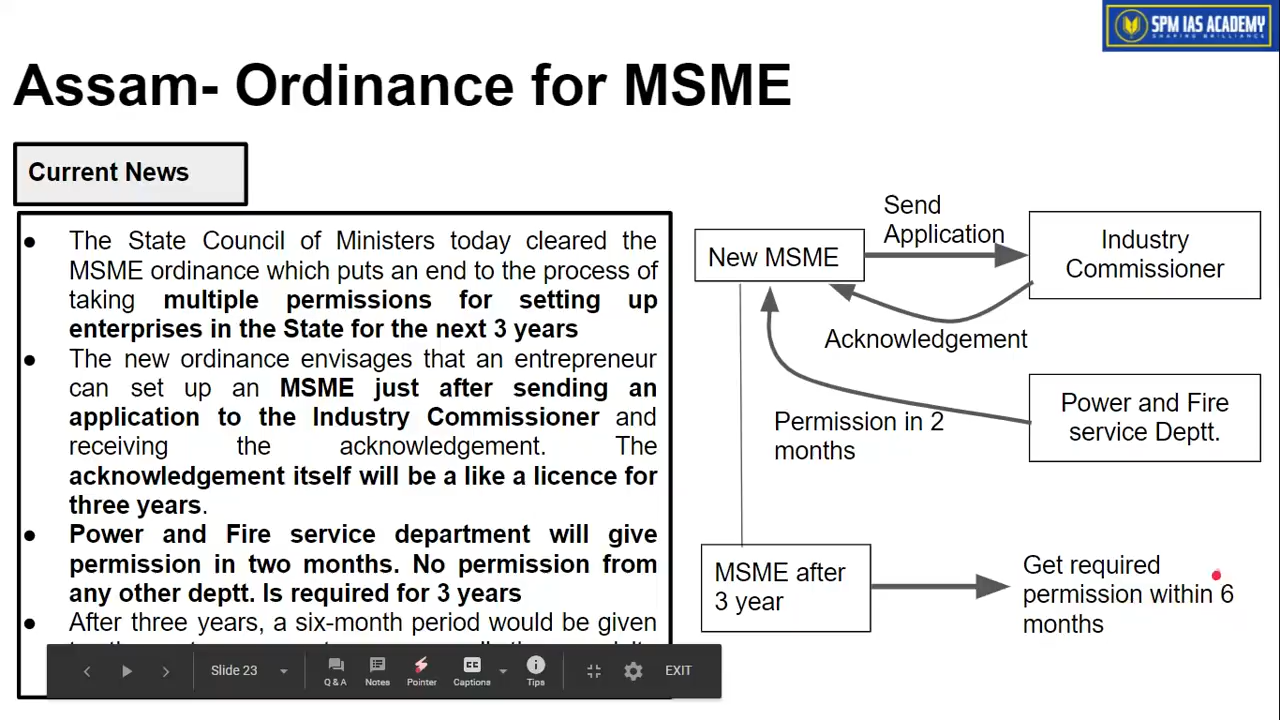 SPM IAS ACADEMY
SHAPING BRILLIANCE
Assam- Ordinance for MSME
Current News
● The State Council of Ministers today cleared the
MSME ordinance which puts an end to the process of
taking multiple permissions for setting up
enterprises in the State for the next 3 years
● The new ordinance envisages that an entrepreneur
can set up an MSME just after sending an
application to the Industry Commissioner and
receiving the acknowledgement. The
acknowledgement itself will be a like a licence for
three years.
● Power and Fire service department will give
permission in two months. No permission from
any other deptt. Is required for 3 years
● After three years, a six-month period would be given
New MSME
Send
Application
Industry
Commissioner
Acknowledgement
Power and Fire
service Deptt.
Permission in 2
months
MSME after
3 year
Get required
permission within 6
months
Slide 23
Q & A
Notes
Pointer
Captions
Tips
EXIT